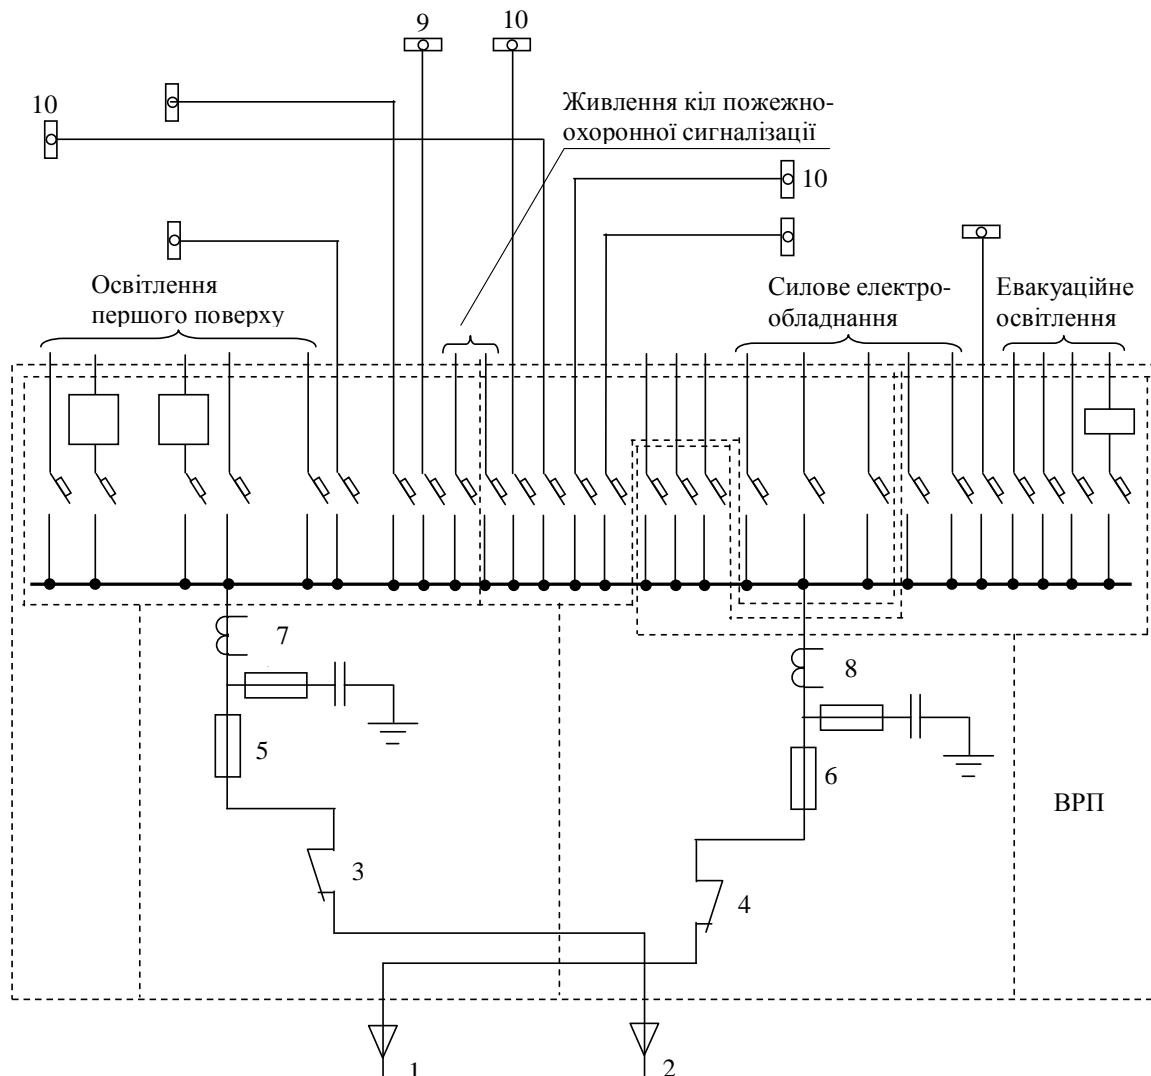 9
10
10
Живлення кіл пожежно-
охоронної сигналізації
10
Освітлення
першого поверху
Силове електро-
обладнання
Евакуаційне
освітлення
7
8
5
6
ВРП
3
4
1
2